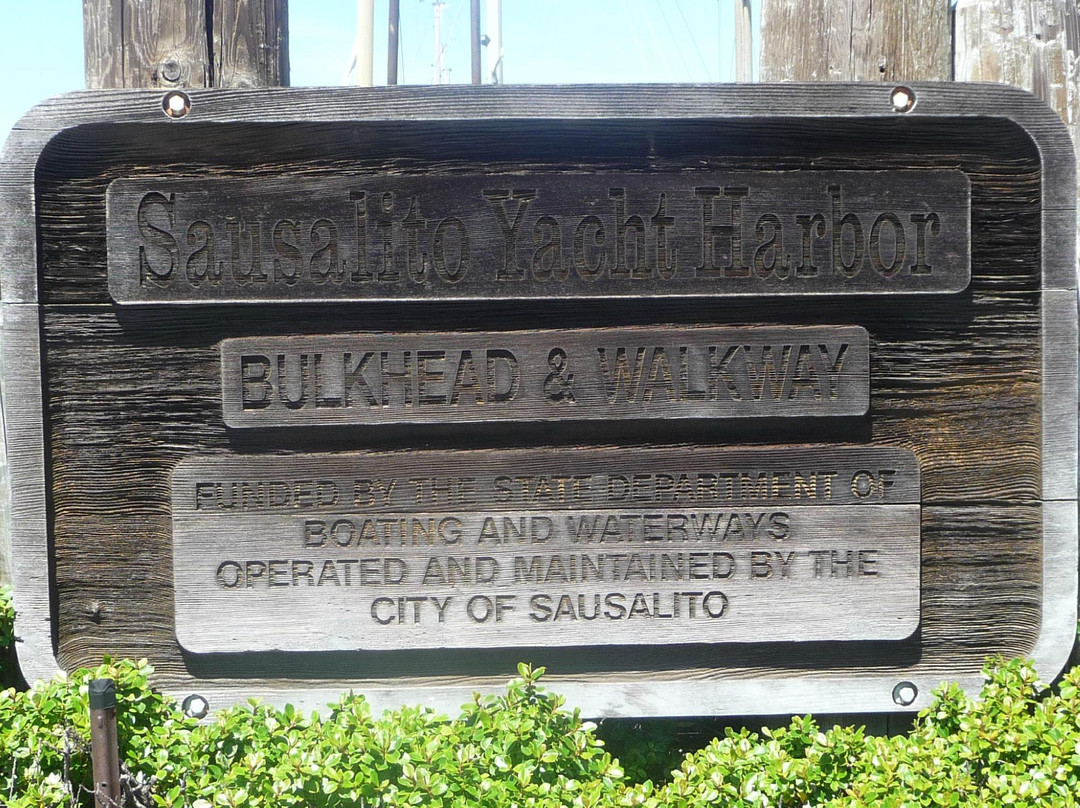 Sausalito Yacht Harbor
BULKHEAD & WALKWAY
FUNDED BY THE STATE DEPARTMENT OF
BOATING AND WATERWAYS
OPERATED AND MAINTAINED BY THE
CITY OF SAUSALITO